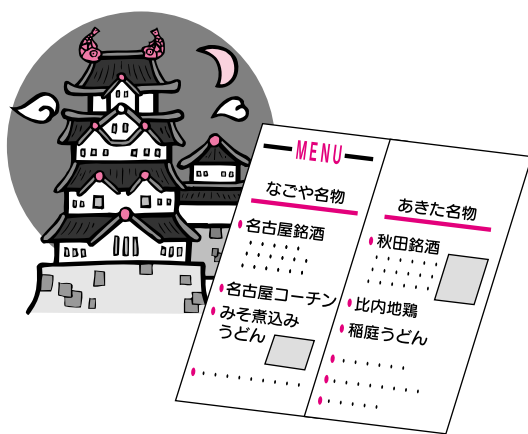 MENU
なごや名物
名古屋銘酒
名古屋コーチン
みそ煮込み
うどん
あきた名物
秋田銘酒
比内地鶏
稲庭うどん